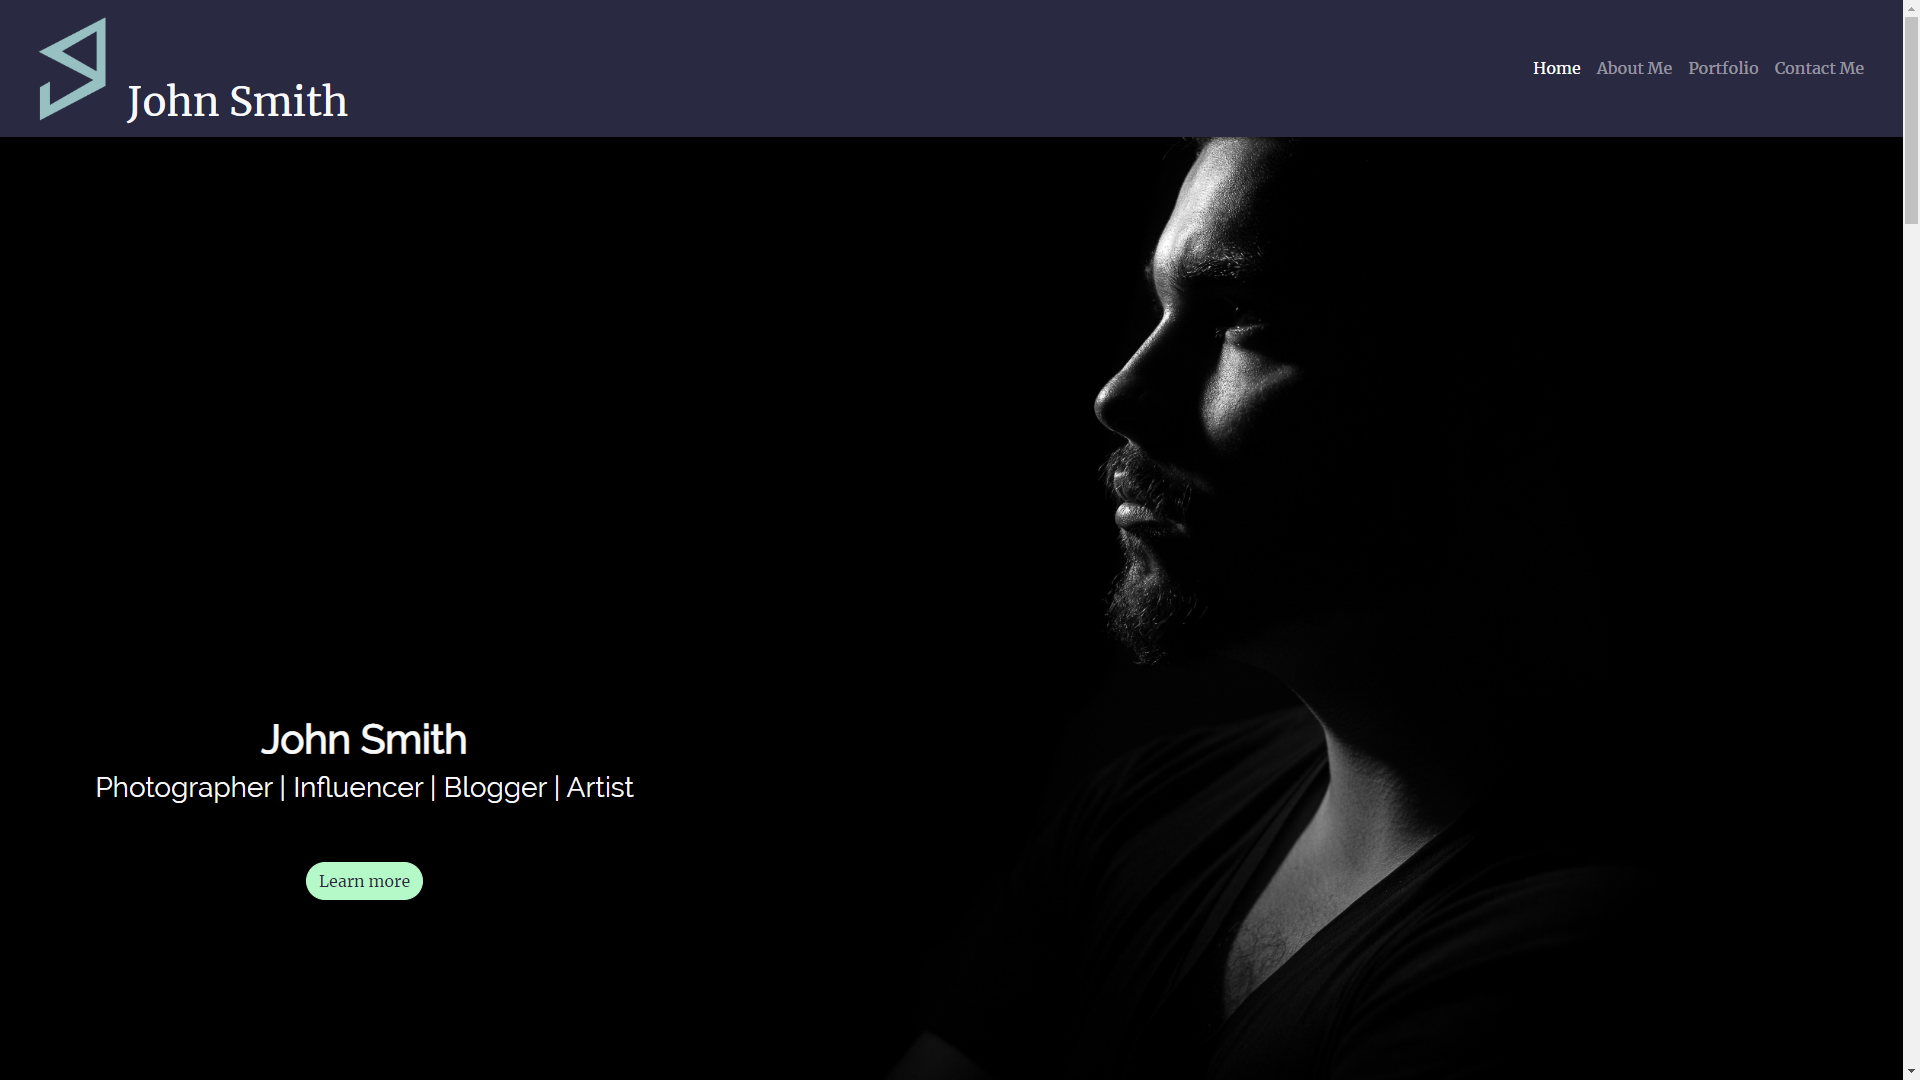 John Smith
Home About Me Portfolio Contact Me
John Smith
Photographer | Influencer | Blogger | Artist
Learn more